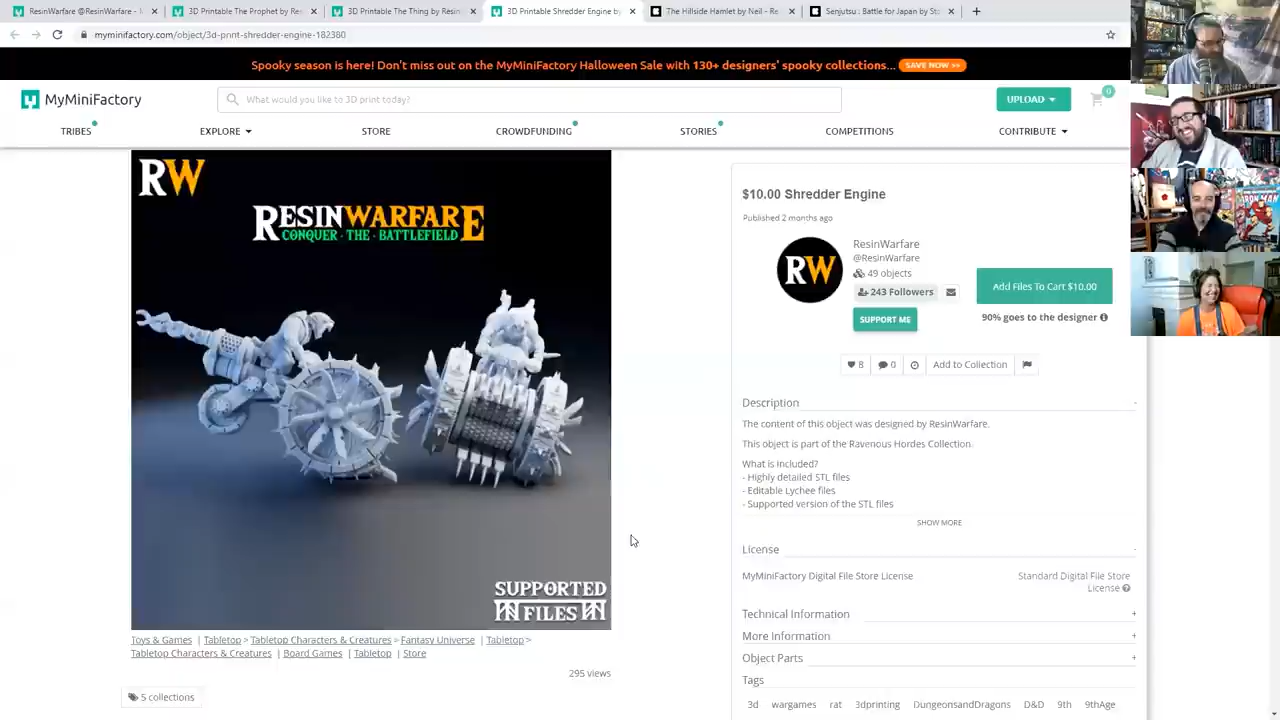 ResinWarfare @ResinWarfare -
3D Printable The Prophet by Re
3D Printable The Thing by Resin
3D Printable Shredder Engine by
The Hillside Hamlet by Neil - Re
Senjutsu : Battle for Japan by St
myminifactory.com/object/3d-print-shredder-engine-182380
Spooky season is here! Don't miss out on the MyMiniFactory Halloween Sale with 130+ designers' spooky collections... SAVE NOW >>
MyMiniFactory
What would you like to 3D print today?
UPLOAD
0
TRIBES EXPLORE STORE CROWDFUNDING STORIES COMPETITIONS CONTRIBUTE
RW
RESINWARFARE
CONQUER · THE · BATTLEFIELD
SUPPORTED
FILES
Toys & Games | Tabletop > Tabletop Characters & Creatures > Fantasy Universe | Tabletop >
Tabletop Characters & Creatures | Board Games | Tabletop | Store
295 views
5 collections
$10.00 Shredder Engine
Published 2 months ago
RW
ResinWarfare
@ResinWarfare
49 objects
243 Followers
SUPPORT ME
Add Files To Cart $10.00
90% goes to the designer
8 0 Add to Collection
Description -
The content of this object was designed by ResinWarfare.
This object is part of the Ravenous Hordes Collection.
What is Included?
- Highly detailed STL files
- Editable Lychee files
- Supported version of the STL files
SHOW MORE
License -
MyMiniFactory Digital File Store License
Standard Digital File Store
License
Technical Information +
More Information +
Object Parts +
Tags
3d wargames rat 3dprinting DungeonsandDragons D&D 9th 9thAge
IRON MAN